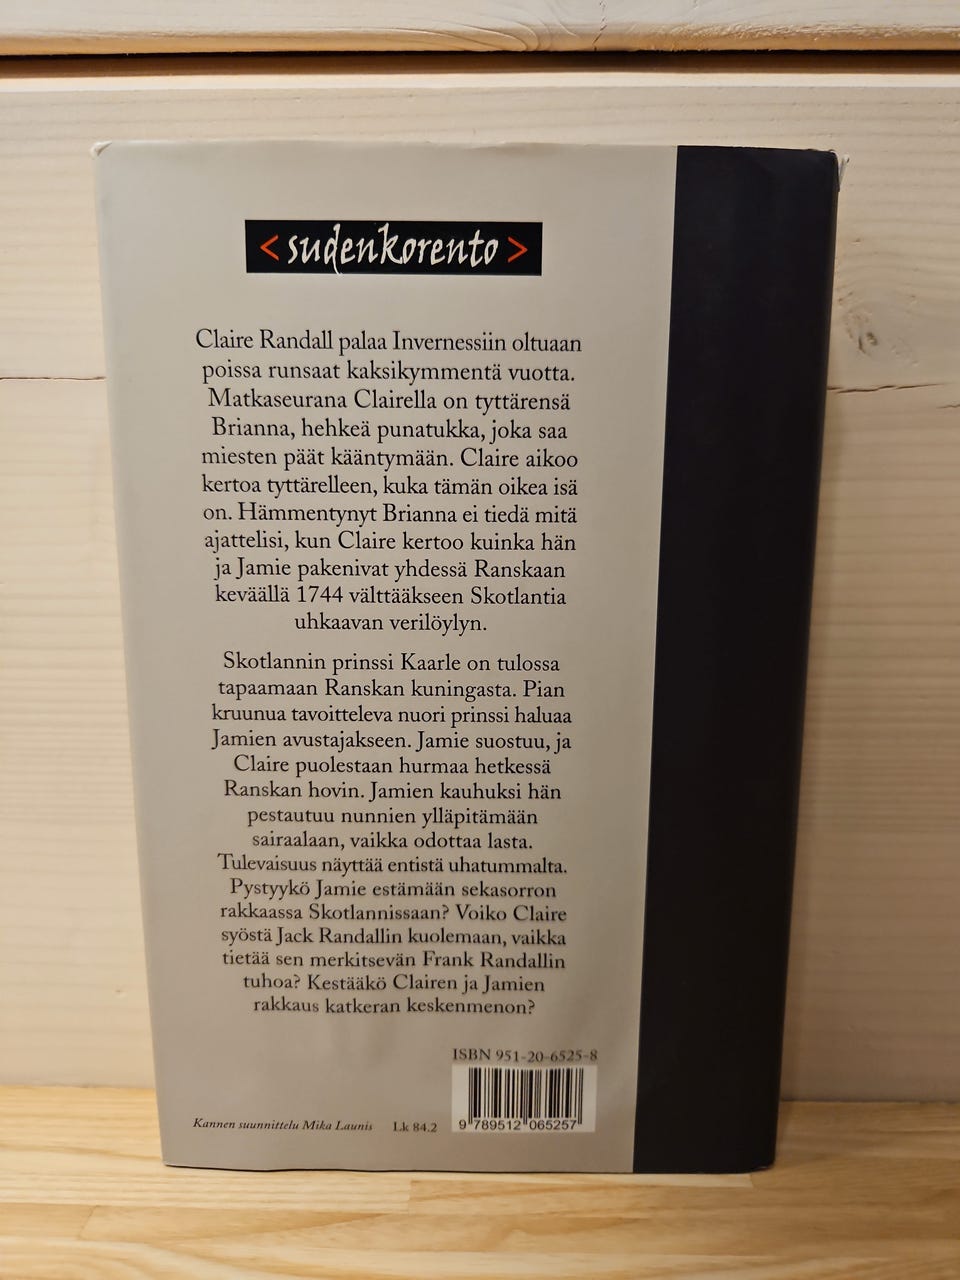 < sudenkorento >
Claire Randall palaa Invernessiin oltuaan
poissa runsaat kaksikymmentä vuotta.
Matkaseurana Clairella on tyttärensä
Brianna, hehkeä punatukka, joka saa
miesten päät kääntymään. Claire aikoo
kertoa tyttärelleen, kuka tämän oikea isä
on. Hämmentynyt Brianna ei tiedä mitä
ajattelisi, kun Claire kertoo kuinka hän
ja Jamie pakenivat yhdessä Ranskaan
keväällä 1744 välttääkseen Skotlantia
uhkaavan verilöylyn.
Skotlannin prinssi Kaarle on tulossa
tapaamaan Ranskan kuningasta. Pian
kruunua tavoitteleva nuori prinssi haluaa
Jamien avustajakseen. Jamie suostuu, ja
Claire puolestaan hurmaa hetkessä
Ranskan hovin. Jamien kauhuksi hän
pestautuu nunnien ylläpitämään
sairaalaan, vaikka odottaa lasta.
Tulevaisuus näyttää entistä uhatummalta.
Pystyykö Jamie estämään sekasorron
rakkaassa Skotlannissaan? Voiko Claire
syöstä Jack Randallin kuolemaan, vaikka
tietää sen merkitsevän Frank Randallin
tuhoa? Kestääkö Clairen ja Jamien
rakkaus katkeran keskenmenon?
ISBN 951-20-6525-8
Kannen suunnittelu Mika Launis Lk 84.2
9 789512 065257